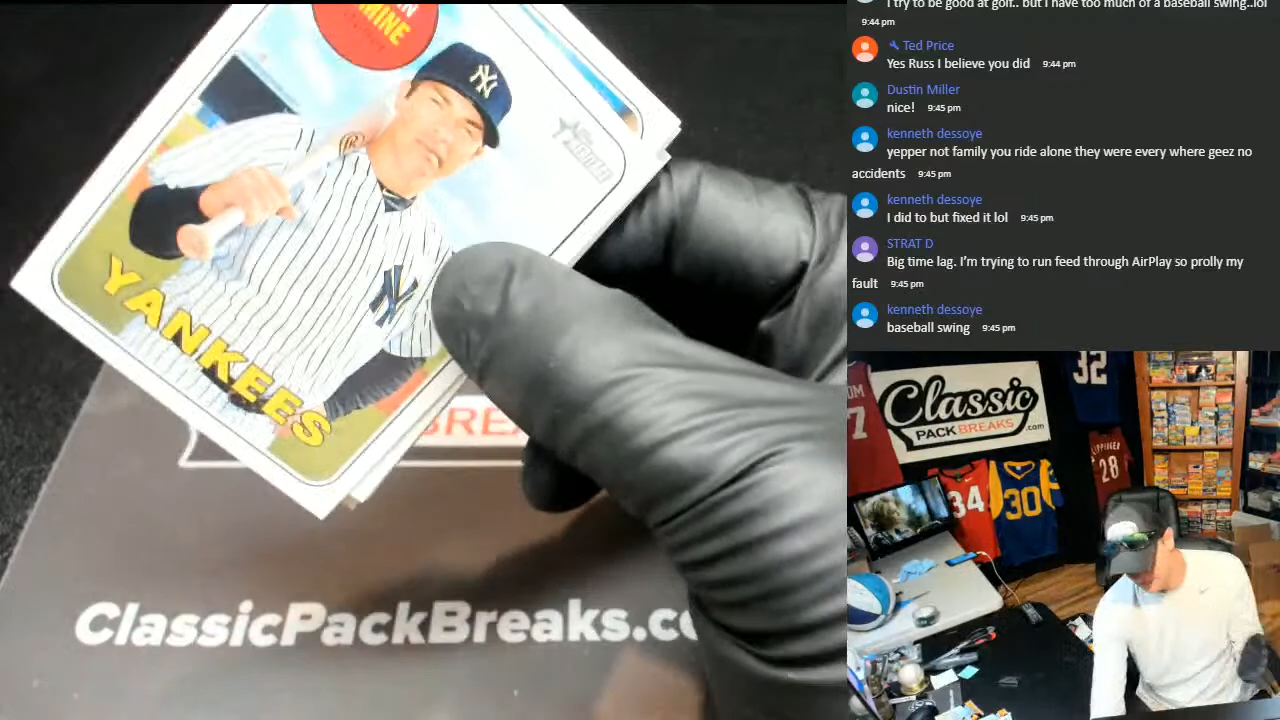 I try to be good at golf.. but I have too much of a baseball swing..lol
9:44 pm
Ted Price
Yes Russ I believe you did 9:44 pm
Dustin Miller
nice! 9:45 pm
kenneth dessoye
yepper not family you ride alone they were every where geez no
accidents 9:45 pm
kenneth dessoye
I did to but fixed it lol 9:45 pm
STRAT D
Big time lag. I'm trying to run feed through AirPlay so prolly my
fault 9:45 pm
kenneth dessoye
baseball swing 9:45 pm
NY
NY
YANKEES
BREA
ClassicPackBreaks.co
Classic
PACK BREAKS .com
7
32
28
34
30